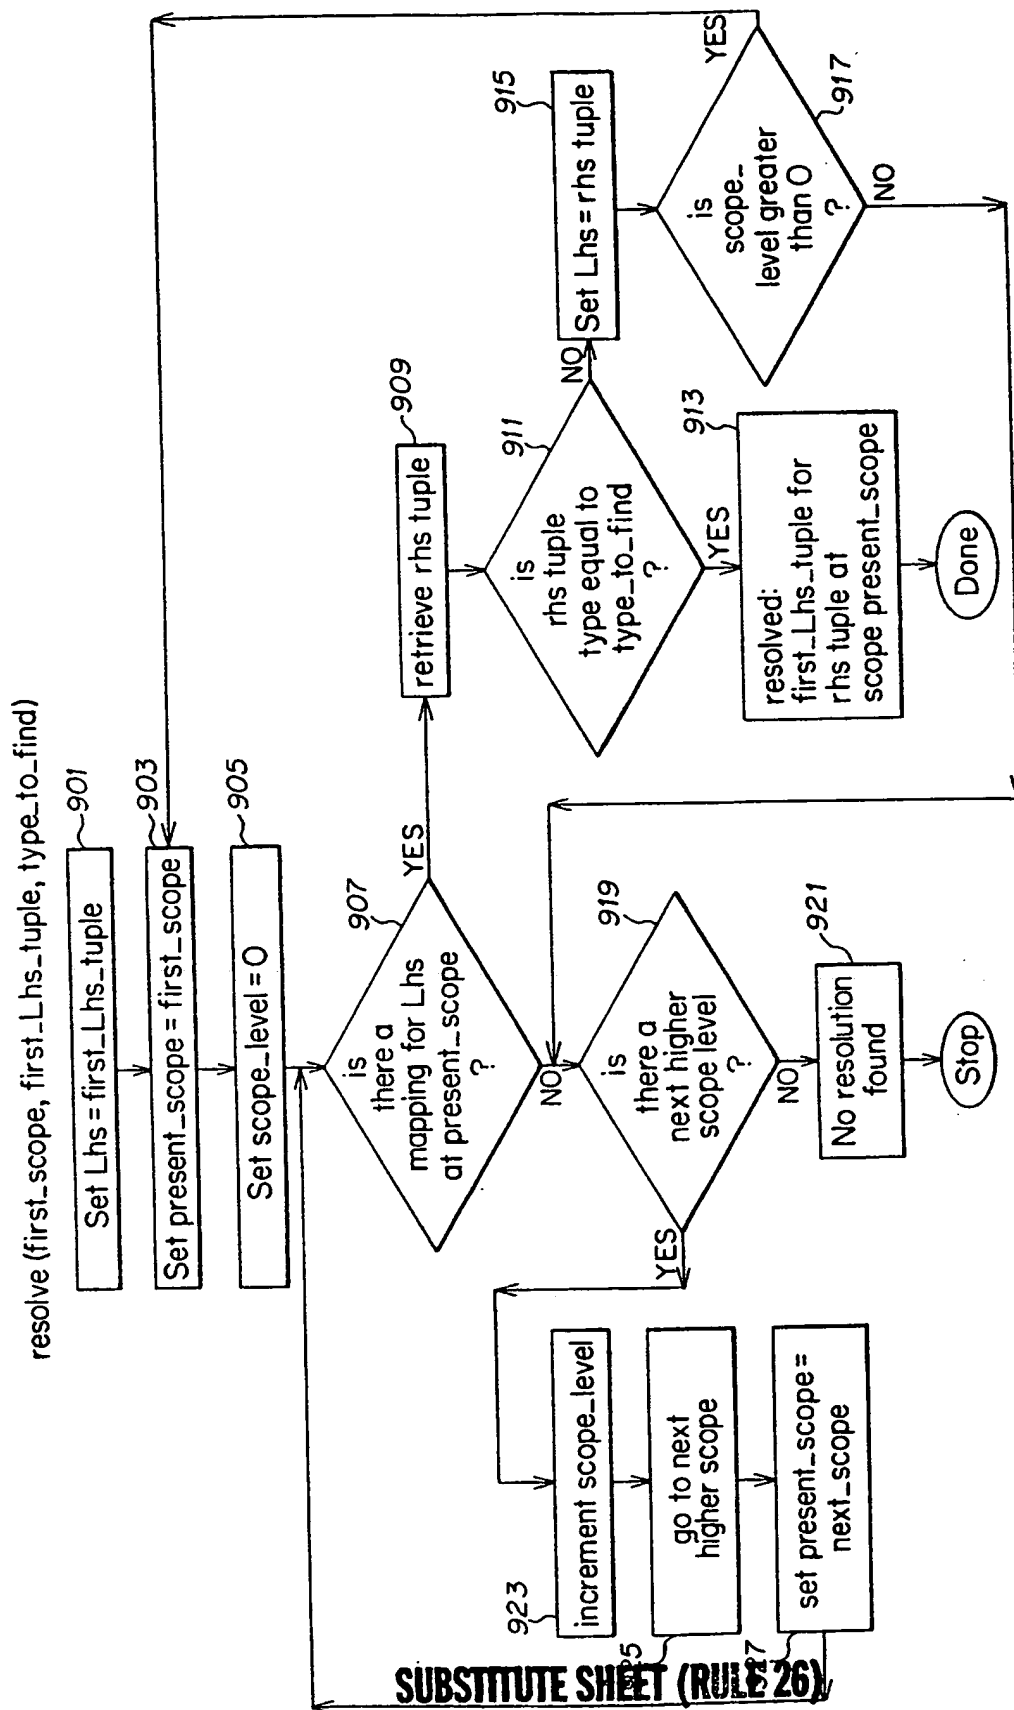 resolve (first_scope, first_Lhs_tuple, type_to_find)
901
Set Lhs = first_Lhs_tuple
903
Set present_scope = first_scope
905
Set scope_level = 0
907
is
there a
mapping for Lhs
at present_scope
?
YES
NO
909
retrieve rhs tuple
911
is
rhs tuple
type equal to
type_to_find
?
NO
YES
913
resolved:
first_Lhs_tuple for
rhs tuple at
scope present_scope
Done
915
Set Lhs = rhs tuple
917
is
scope_
level greater
than 0
?
YES
NO
919
is
there a
next higher
scope level
?
YES
NO
921
No resolution
found
Stop
923
increment scope_level
go to next
higher scope
set present_scope =
next_scope
SUBSTITUTE SHEET (RULE 26)